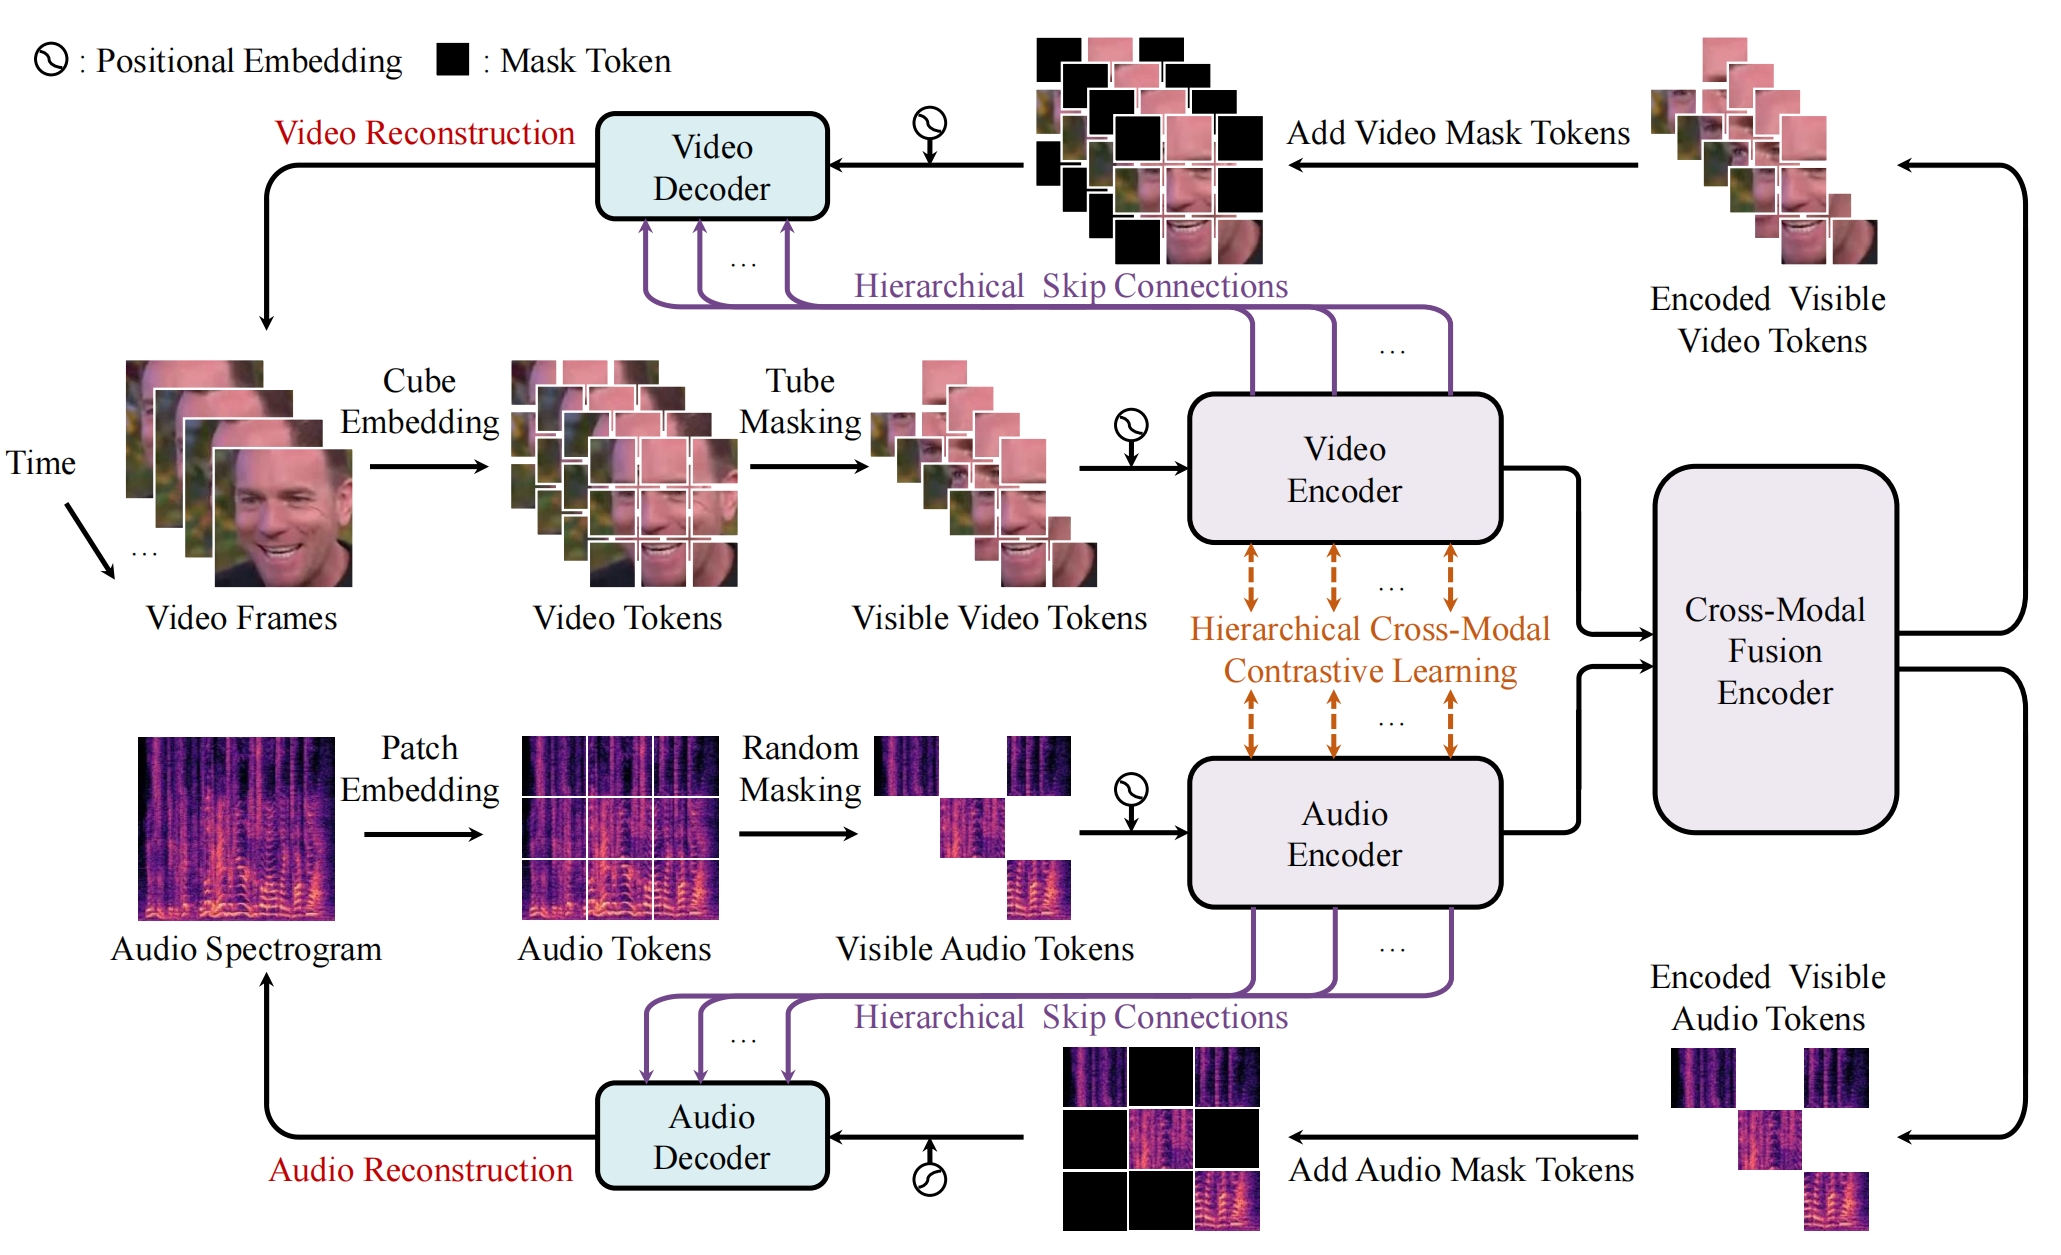 : Positional Embedding
: Mask Token
Video Reconstruction
Video
Decoder
Add Video Mask Tokens
...
Hierarchical Skip Connections
Encoded Visible
Video Tokens
...
Time
Cube
Embedding
Tube
Masking
Video
Encoder
...
Video Frames
Video Tokens
Visible Video Tokens
...
Hierarchical Cross-Modal
Contrastive Learning
Cross-Modal
Fusion
Encoder
...
Patch
Embedding
Random
Masking
Audio
Encoder
Audio Spectrogram
Audio Tokens
Visible Audio Tokens
...
Hierarchical Skip Connections
...
Encoded Visible
Audio Tokens
Audio
Decoder
Audio Reconstruction
Add Audio Mask Tokens